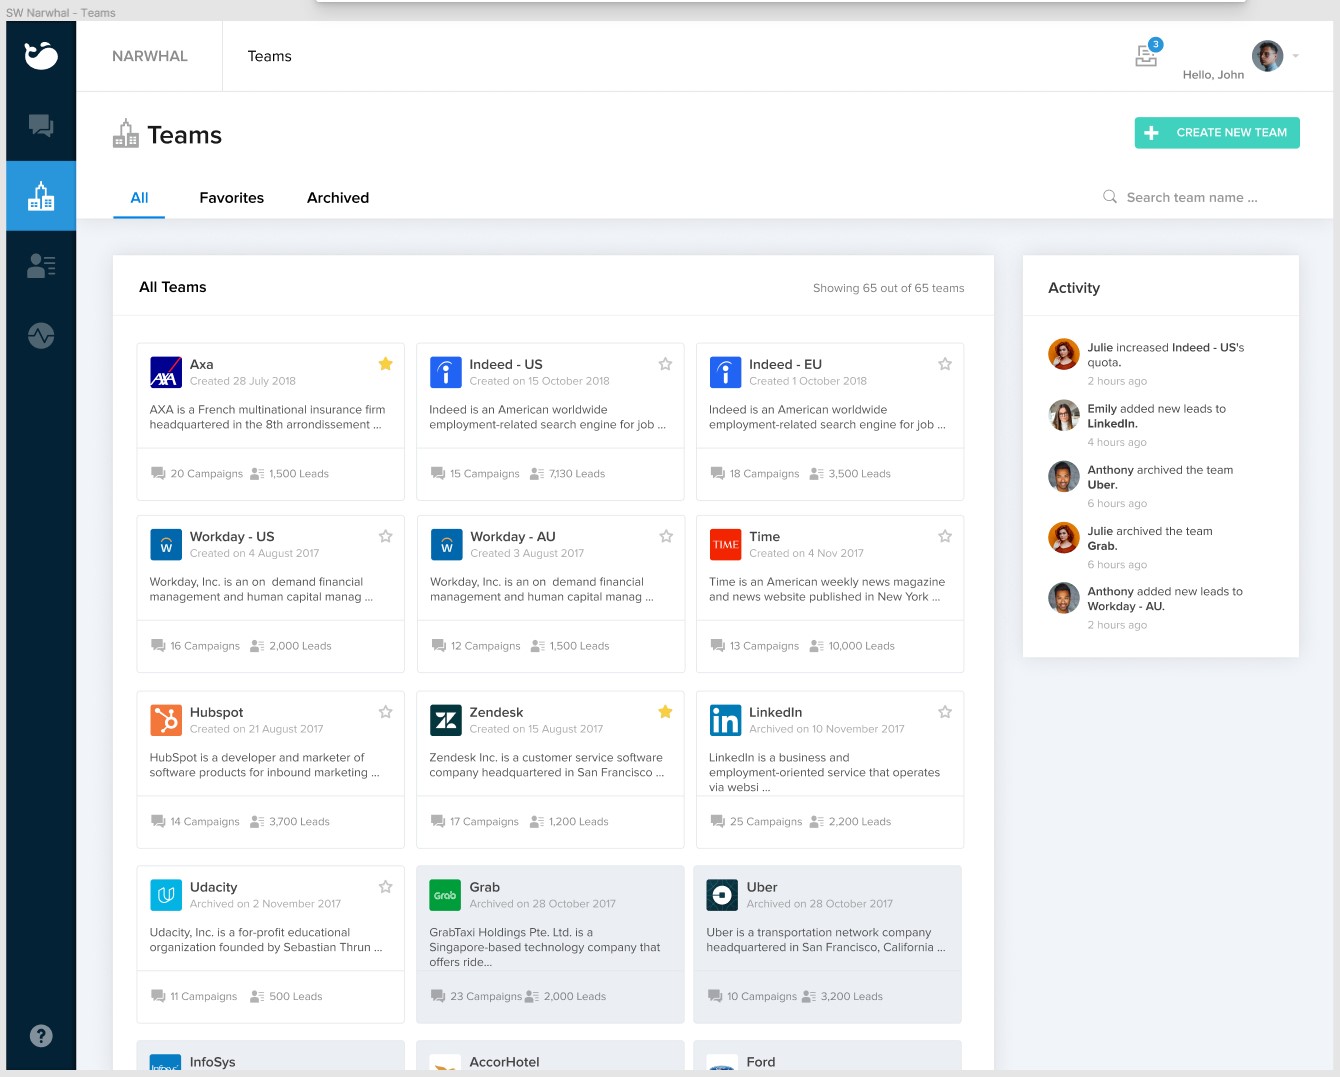 SW Narwhal - Teams
NARWHAL
Teams
3
Hello, John
Teams
CREATE NEW TEAM
All
Favorites
Archived
Search team name ...
All Teams
Showing 65 out of 65 teams
AXA
Axa
Created 28 July 2018
AXA is a French multinational insurance firm
headquartered in the 8th arrondissement ...
20 Campaigns
1,500 Leads
Indeed - US
Created on 15 October 2018
Indeed is an American worldwide
employment-related search engine for job ...
15 Campaigns
7,130 Leads
Indeed - EU
Created 1 October 2018
Indeed is an American worldwide
employment-related search engine for job ...
18 Campaigns
3,500 Leads
Workday - US
Created on 4 August 2017
Workday, Inc. is an on  demand financial
management and human capital manag ...
16 Campaigns
2,000 Leads
Workday - AU
Created 3 August 2017
Workday, Inc. is an on  demand financial
management and human capital manag ...
12 Campaigns
1,500 Leads
TIME
Time
Created on 4 Nov 2017
Time is an American weekly news magazine
and news website published in New York ...
13 Campaigns
10,000 Leads
Hubspot
Created on 21 August 2017
HubSpot is a developer and marketer of
software products for inbound marketing ...
14 Campaigns
3,700 Leads
Zendesk
Created on 15 August 2017
Zendesk Inc. is a customer service software
company headquartered in San Francisco ...
17 Campaigns
1,200 Leads
in
LinkedIn
Archived on 10 November 2017
LinkedIn is a business and
employment-oriented service that operates
via websi ...
25 Campaigns
2,200 Leads
Udacity
Archived on 2 November 2017
Udacity, Inc. is a for-profit educational
organization founded by Sebastian Thrun ...
11 Campaigns
500 Leads
Grab
Grab
Archived on 28 October 2017
GrabTaxi Holdings Pte. Ltd. is a
Singapore-based technology company that
offers ride...
23 Campaigns
2,000 Leads
Uber
Archived on 28 October 2017
Uber is a transportation network company
headquartered in San Francisco, California ...
10 Campaigns
3,200 Leads
Infosys
InfoSys
AccorHotel
Ford
Activity
Julie increased Indeed - US's
quota.
2 hours ago
Emily added new leads to
LinkedIn.
4 hours ago
Anthony archived the team
Uber.
6 hours ago
Julie archived the team
Grab.
6 hours ago
Anthony added new leads to
Workday - AU.
2 hours ago
?